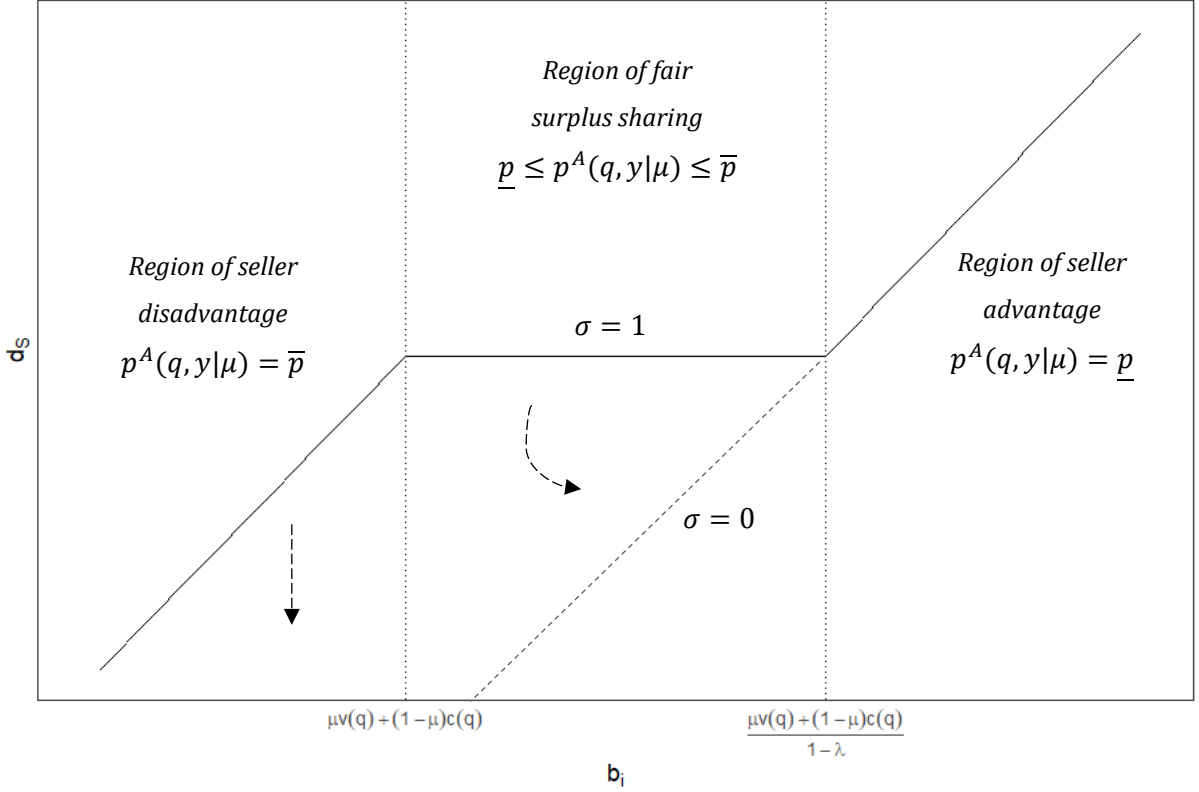 Region of fair
surplus sharing
p̲ ≤ p^A(q, y|μ) ≤ p̅
Region of seller
disadvantage
p^A(q, y|μ) = p̅
Region of seller
advantage
p^A(q, y|μ) = p̲
σ = 1
σ = 0
d_S
μv(q) + (1 − μ)c(q)
μv(q) + (1 − μ)c(q)
1 − λ
b_i